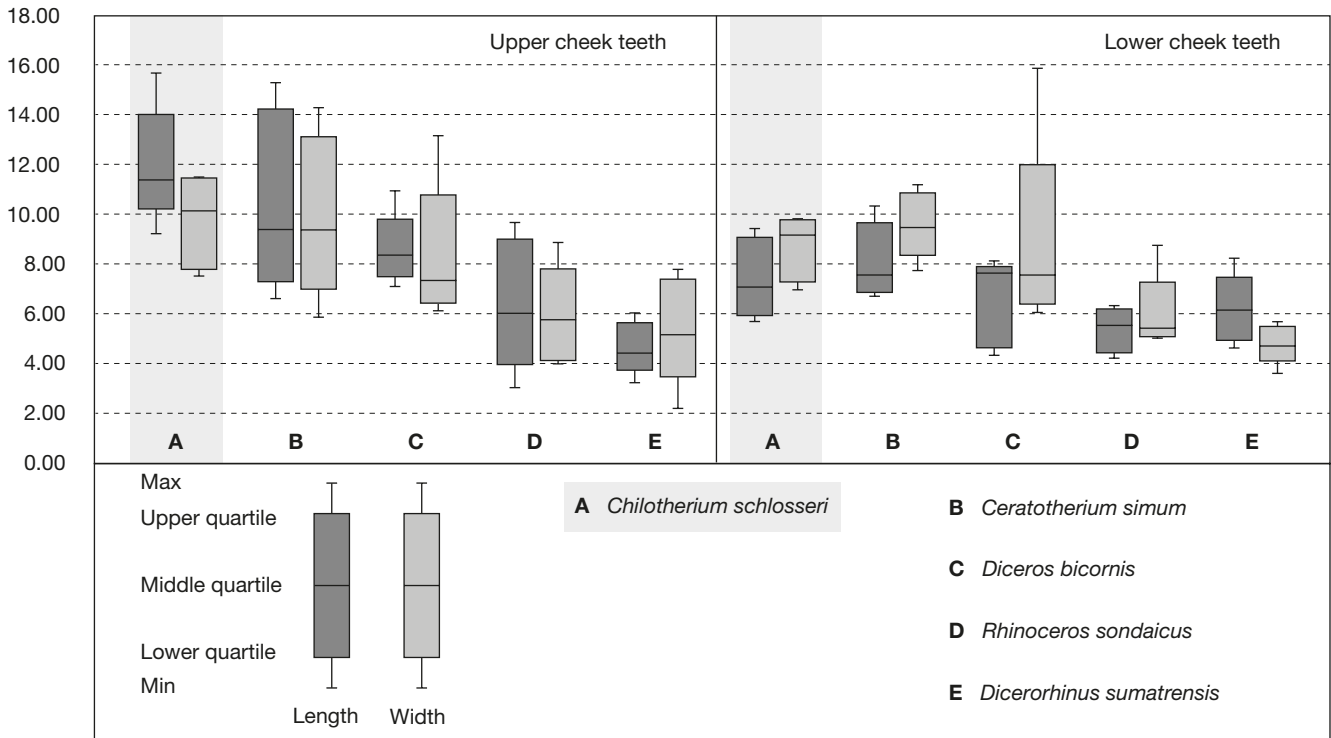 18.00
Upper cheek teeth
Lower cheek teeth
16.00
14.00
12.00
10.00
8.00
6.00
4.00
2.00
A B C D E A B C D E
0.00
Max
Upper quartile
Middle quartile
Lower quartile
Min
Length Width
A Chilotherium schlosseri
B Ceratotherium simum
C Diceros bicornis
D Rhinoceros sondaicus
E Dicerorhinus sumatrensis